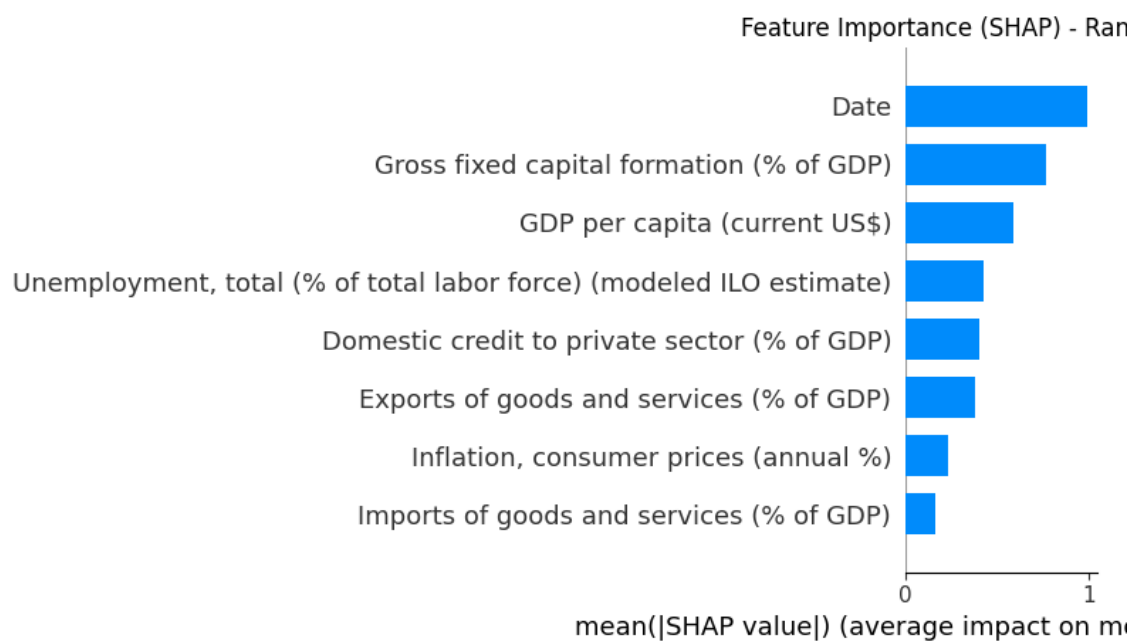 Feature Importance (SHAP) - Ran
Date
Gross fixed capital formation (% of GDP)
GDP per capita (current US$)
Unemployment, total (% of total labor force) (modeled ILO estimate)
Domestic credit to private sector (% of GDP)
Exports of goods and services (% of GDP)
Inflation, consumer prices (annual %)
Imports of goods and services (% of GDP)
0 1
mean(|SHAP value|) (average impact on mo